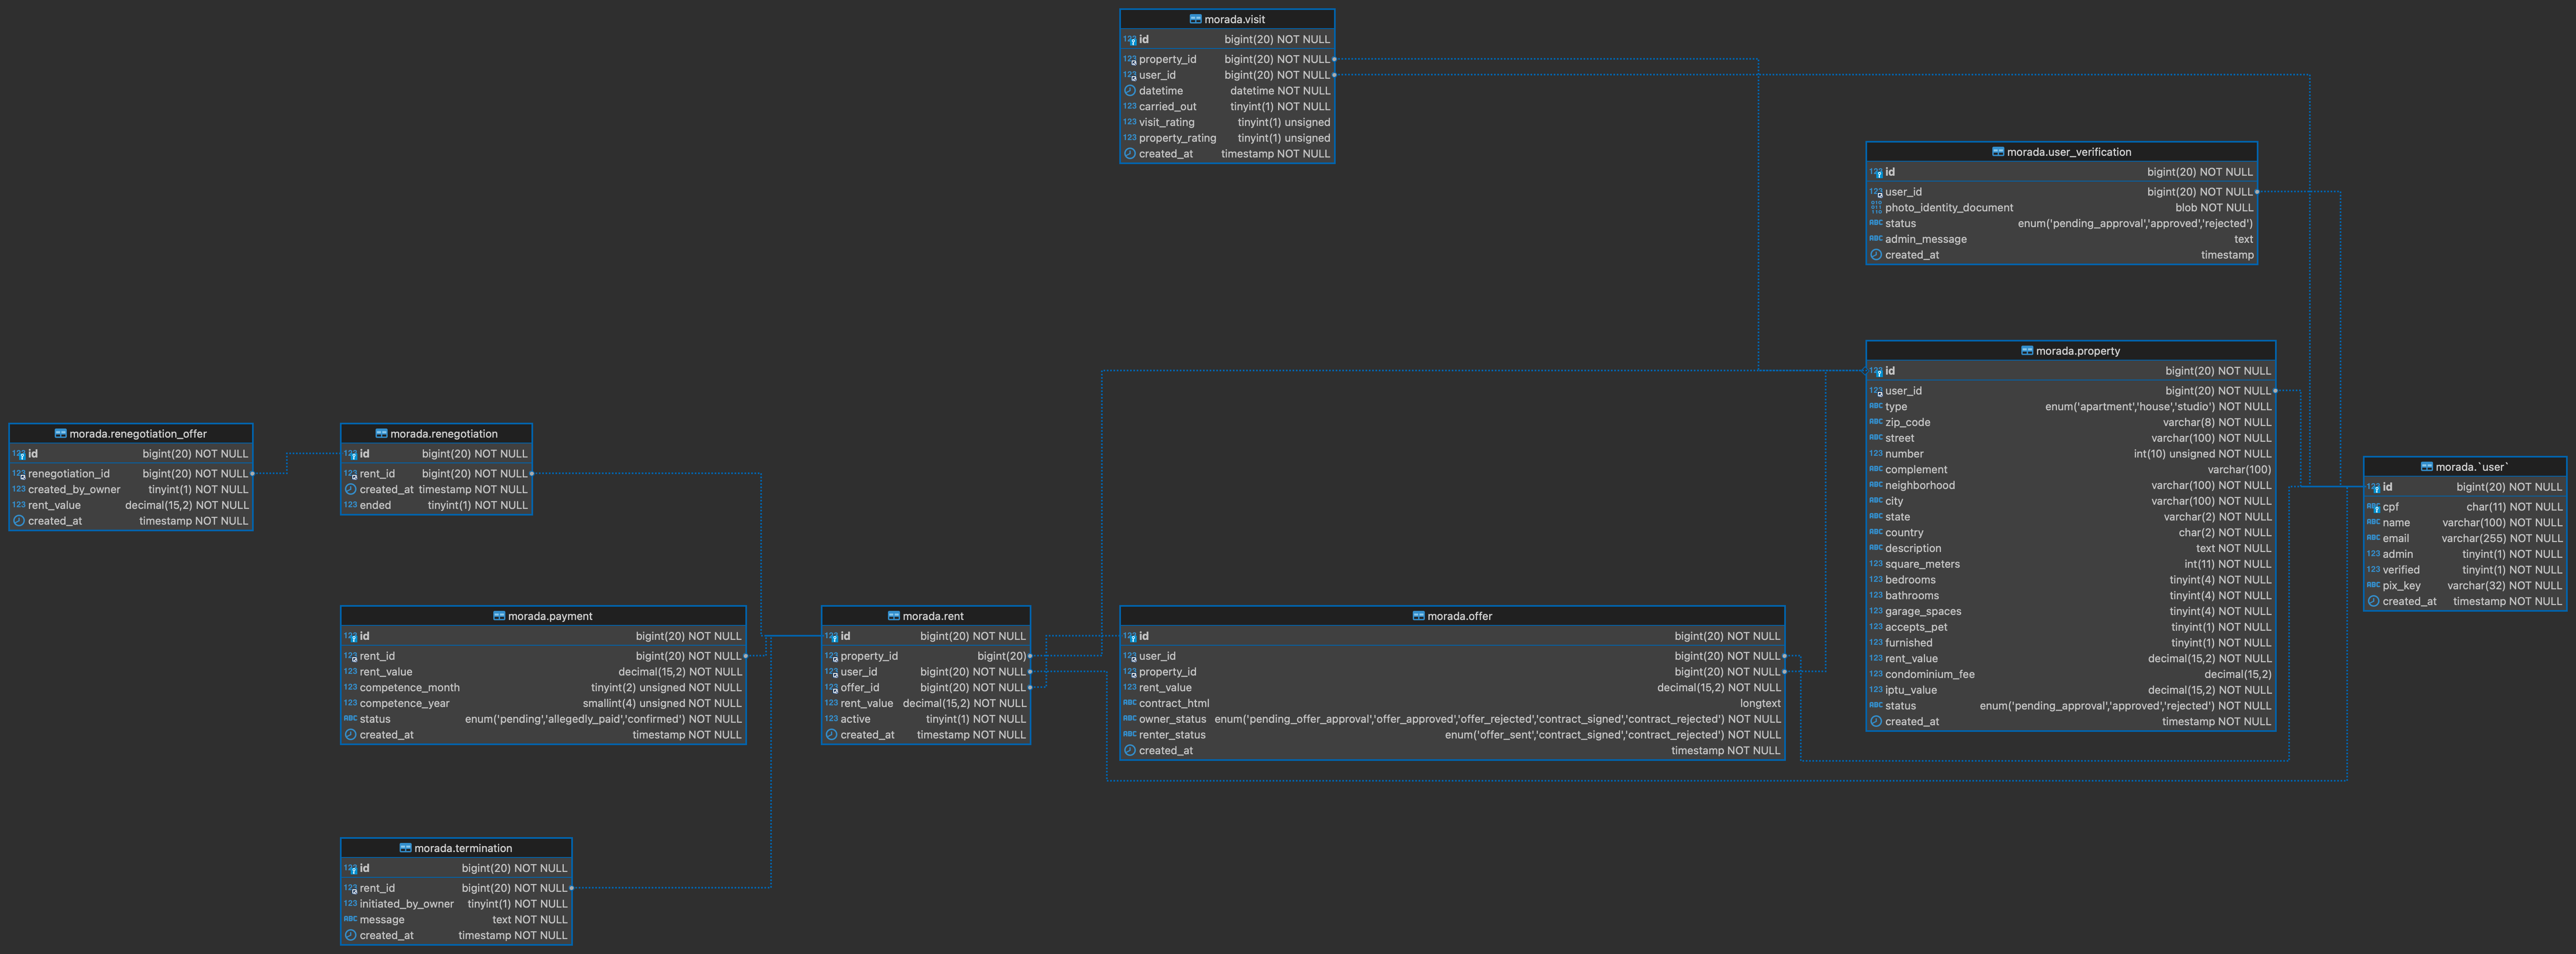 morada.visit
id bigint(20) NOT NULL
property_id bigint(20) NOT NULL
user_id bigint(20) NOT NULL
datetime datetime NOT NULL
carried_out tinyint(1) NOT NULL
visit_rating tinyint(1) unsigned
property_rating tinyint(1) unsigned
created_at timestamp NOT NULL
morada.user_verification
id bigint(20) NOT NULL
user_id bigint(20) NOT NULL
photo_identity_document blob NOT NULL
status enum('pending_approval','approved','rejected')
admin_message text
created_at timestamp
morada.property
id bigint(20) NOT NULL
user_id bigint(20) NOT NULL
type enum('apartment','house','studio') NOT NULL
zip_code varchar(8) NOT NULL
street varchar(100) NOT NULL
number int(10) unsigned NOT NULL
complement varchar(100)
neighborhood varchar(100) NOT NULL
city varchar(100) NOT NULL
state varchar(2) NOT NULL
country char(2) NOT NULL
description text NOT NULL
square_meters int(11) NOT NULL
bedrooms tinyint(4) NOT NULL
bathrooms tinyint(4) NOT NULL
garage_spaces tinyint(4) NOT NULL
accepts_pet tinyint(1) NOT NULL
furnished tinyint(1) NOT NULL
rent_value decimal(15,2) NOT NULL
condominium_fee decimal(15,2)
iptu_value decimal(15,2) NOT NULL
status enum('pending_approval','approved','rejected') NOT NULL
created_at timestamp NOT NULL
morada.renegotiation_offer
id bigint(20) NOT NULL
renegotiation_id bigint(20) NOT NULL
created_by_owner tinyint(1) NOT NULL
rent_value decimal(15,2) NOT NULL
created_at timestamp NOT NULL
morada.renegotiation
id bigint(20) NOT NULL
rent_id bigint(20) NOT NULL
created_at timestamp NOT NULL
ended tinyint(1) NOT NULL
morada.`user`
id bigint(20) NOT NULL
cpf char(11) NOT NULL
name varchar(100) NOT NULL
email varchar(255) NOT NULL
admin tinyint(1) NOT NULL
verified tinyint(1) NOT NULL
pix_key varchar(32) NOT NULL
created_at timestamp NOT NULL
morada.payment
id bigint(20) NOT NULL
rent_id bigint(20) NOT NULL
rent_value decimal(15,2) NOT NULL
competence_month tinyint(2) unsigned NOT NULL
competence_year smallint(4) unsigned NOT NULL
status enum('pending','allegedly_paid','confirmed') NOT NULL
created_at timestamp NOT NULL
morada.rent
id bigint(20) NOT NULL
property_id bigint(20)
user_id bigint(20) NOT NULL
offer_id bigint(20) NOT NULL
rent_value decimal(15,2) NOT NULL
active tinyint(1) NOT NULL
created_at timestamp NOT NULL
morada.offer
id bigint(20) NOT NULL
user_id bigint(20) NOT NULL
property_id bigint(20) NOT NULL
rent_value decimal(15,2) NOT NULL
contract_html longtext
owner_status enum('pending_offer_approval','offer_approved','offer_rejected','contract_signed','contract_rejected') NOT NULL
renter_status enum('offer_sent','contract_signed','contract_rejected') NOT NULL
created_at timestamp NOT NULL
morada.termination
id bigint(20) NOT NULL
rent_id bigint(20) NOT NULL
initiated_by_owner tinyint(1) NOT NULL
message text NOT NULL
created_at timestamp NOT NULL